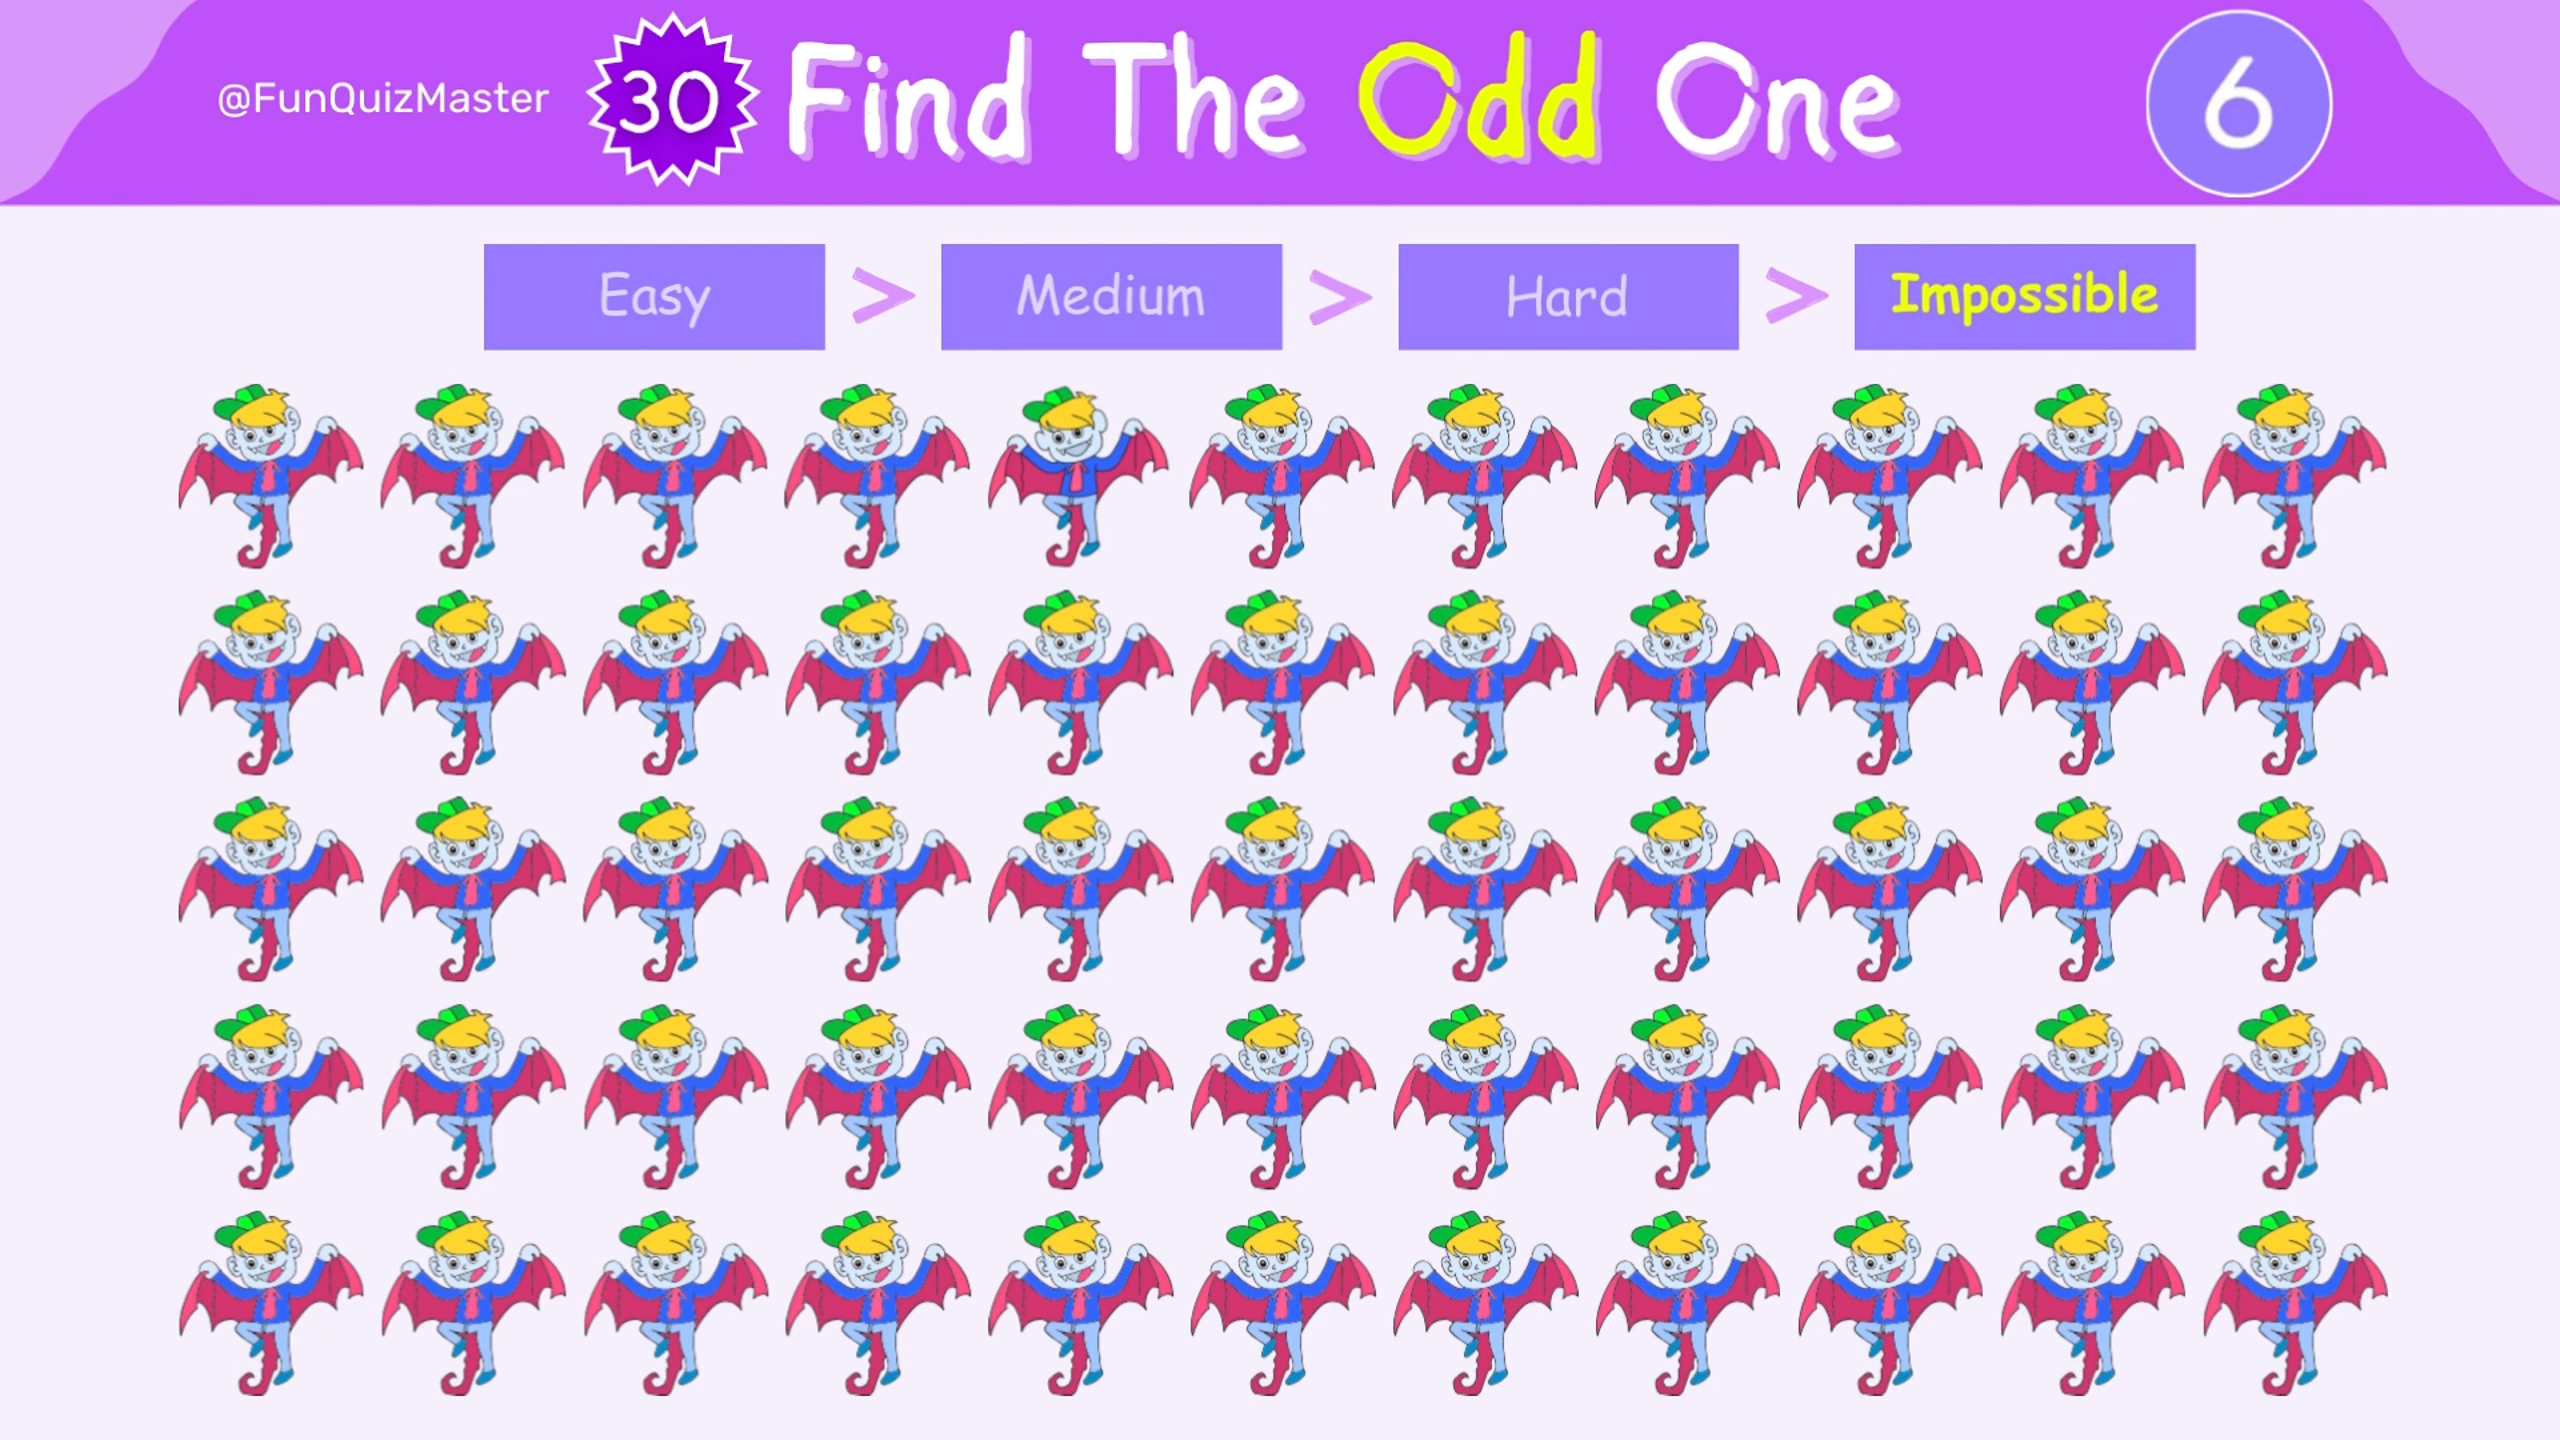 @FunQuizMaster
30
Find The Odd One
6
Easy > Medium > Hard > Impossible